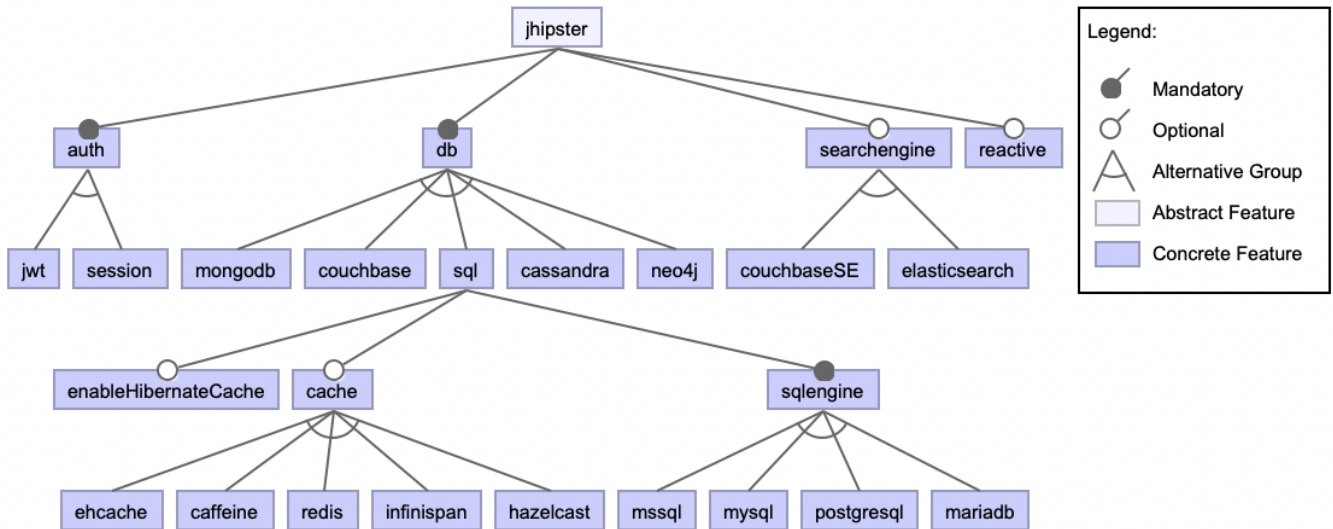 jhipster
Legend:
Mandatory
Optional
Alternative Group
Abstract Feature
Concrete Feature
auth
db
searchengine
reactive
jwt
session
mongodb
couchbase
sql
cassandra
neo4j
couchbaseSE
elasticsearch
enableHibernateCache
cache
sqlengine
ehcache
caffeine
redis
infinispan
hazelcast
mssql
mysql
postgresql
mariadb